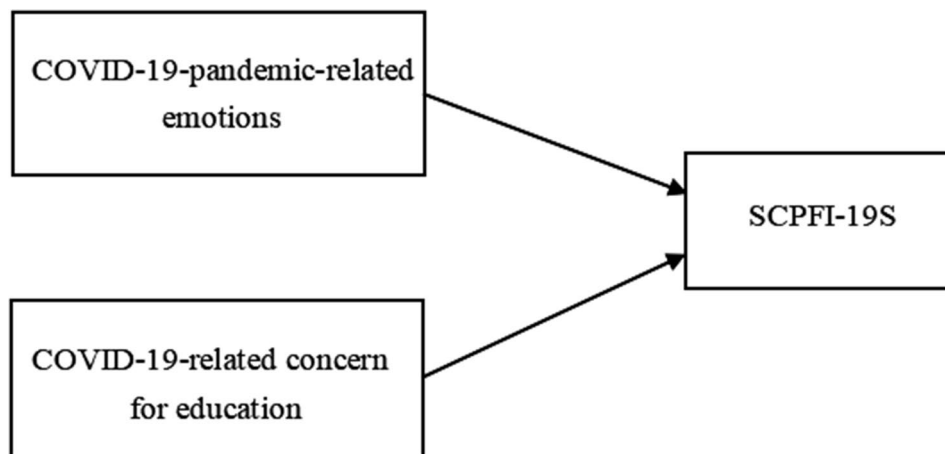 COVID-19-pandemic-related
emotions
SCPFI-19S
COVID-19-related concern
for education